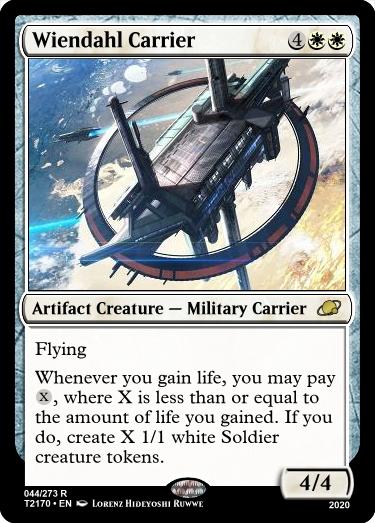 Wiendahl Carrier 4
Artifact Creature — Military Carrier
Flying
Whenever you gain life, you may pay
X, where X is less than or equal to
the amount of life you gained. If you
do, create X 1/1 white Soldier
creature tokens.
4/4
044/273 R
T2170 • EN Lorenz Hideyoshi Ruwwe
2020